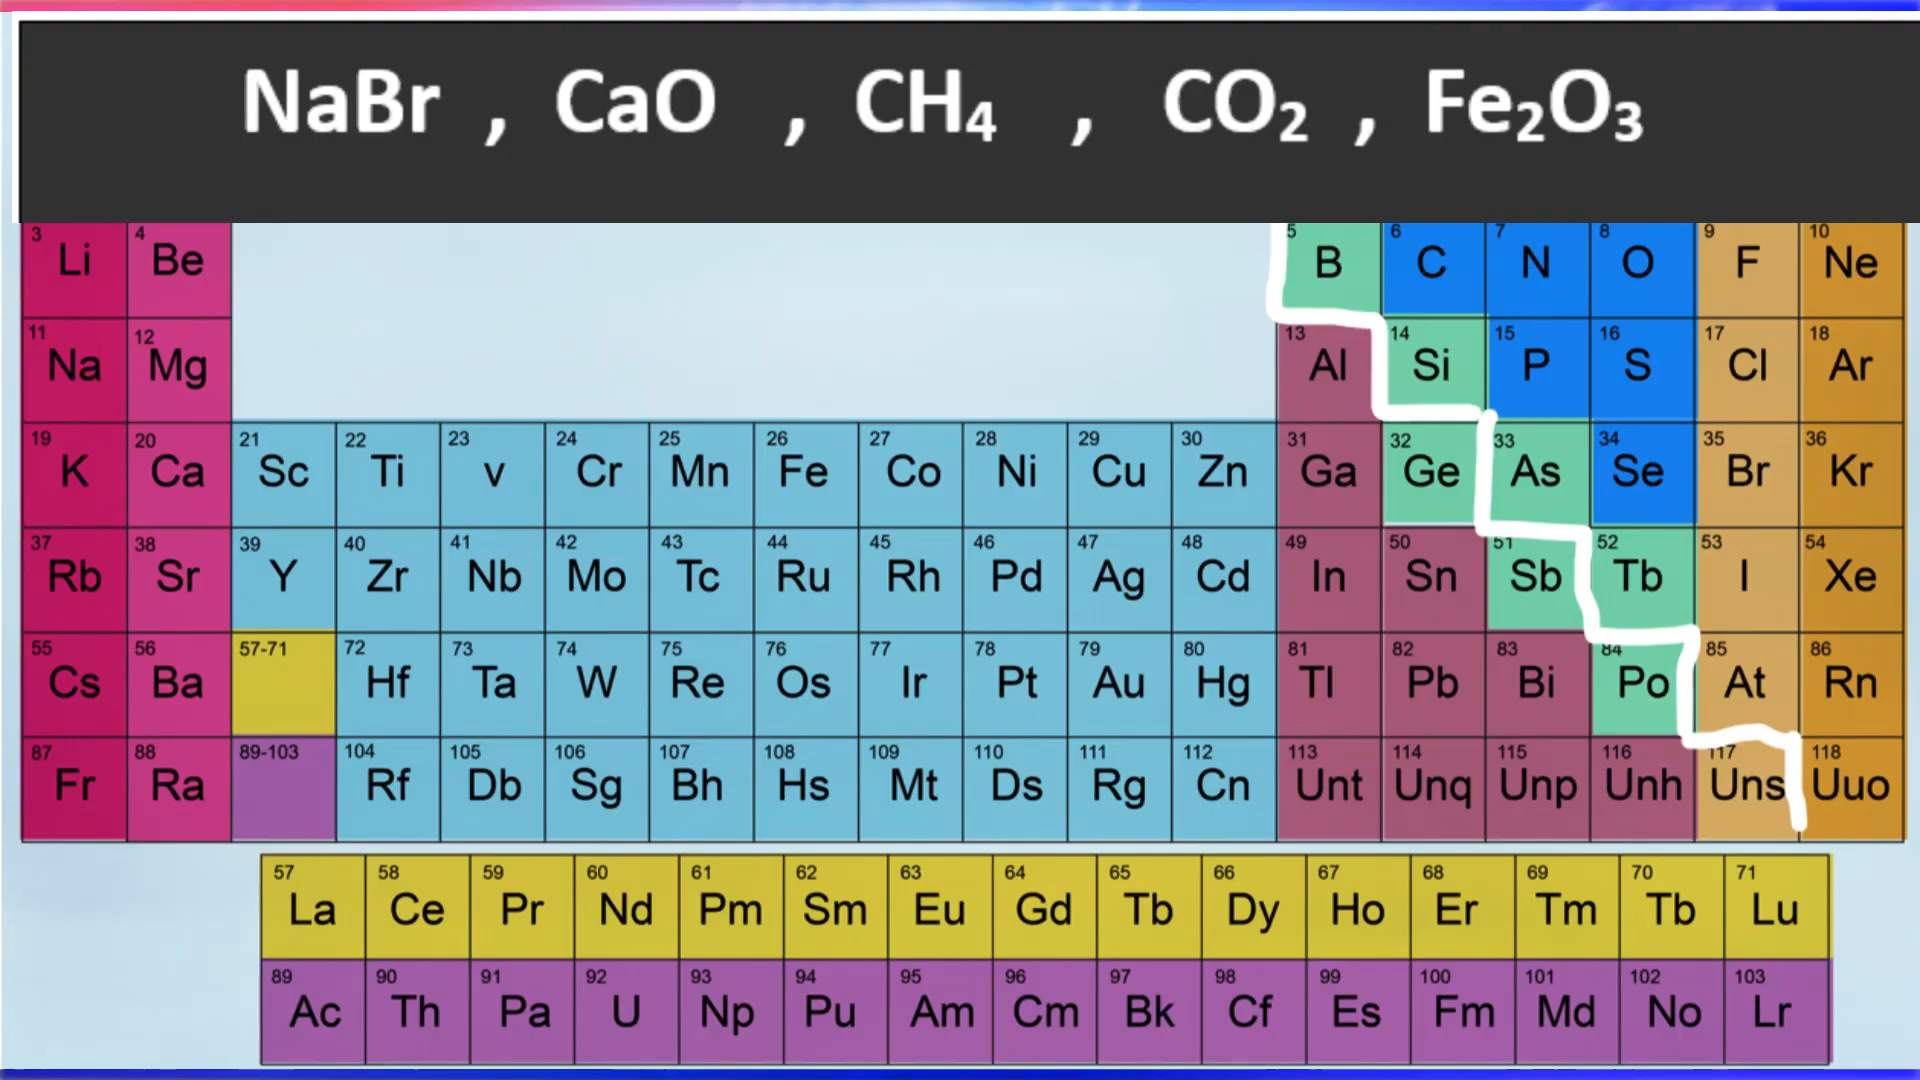 NaBr , CaO , CH₄ , CO₂ , Fe₂O₃
3 4 5 6 7 8 9 10
Li Be B C N O F Ne
11 12 13 14 15 16 17 18
Na Mg Al Si P S Cl Ar
19 20 21 22 23 24 25 26 27 28 29 30 31 32 33 34 35 36
K Ca Sc Ti v Cr Mn Fe Co Ni Cu Zn Ga Ge As Se Br Kr
37 38 39 40 41 42 43 44 45 46 47 48 49 50 51 52 53 54
Rb Sr Y Zr Nb Mo Tc Ru Rh Pd Ag Cd In Sn Sb Tb I Xe
55 56 57-71 72 73 74 75 76 77 78 79 80 81 82 83 84 85 86
Cs Ba Hf Ta W Re Os Ir Pt Au Hg Tl Pb Bi Po At Rn
87 88 89-103 104 105 106 107 108 109 110 111 112 113 114 115 116 117 118
Fr Ra Rf Db Sg Bh Hs Mt Ds Rg Cn Unt Unq Unp Unh Uns Uuo
57 58 59 60 61 62 63 64 65 66 67 68 69 70 71
La Ce Pr Nd Pm Sm Eu Gd Tb Dy Ho Er Tm Tb Lu
89 90 91 92 93 94 95 96 97 98 99 100 101 102 103
Ac Th Pa U Np Pu Am Cm Bk Cf Es Fm Md No Lr